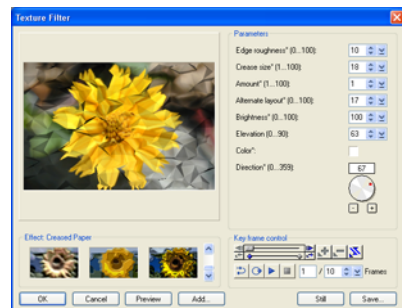 Texture Filter
Parameters
Edge roughness* (0...100): 10
Crease size* (1...100): 18
Amount* (1...100): 1
Alternate layout* (0...100): 17
Brightness* (0...100): 100
Elevation (0...90): 63
Color*:
Direction* (0...359): 67
Effect: Creased Paper
Key-frame control
1 / 10 Frames
OK Cancel Preview Add... Still Save...